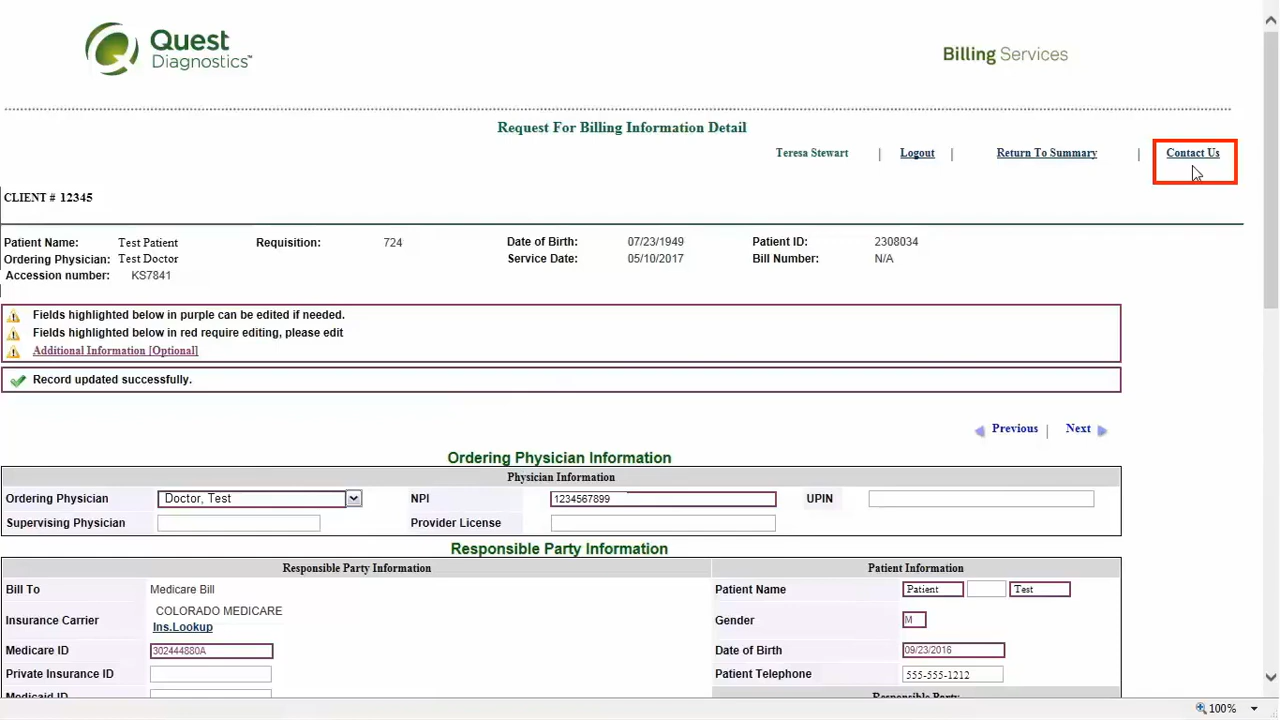 Quest
Diagnostics™
Billing Services
Request For Billing Information Detail
Teresa Stewart | Logout | Return To Summary | Contact Us
CLIENT # 12345
Patient Name: Test Patient Requisition: 724 Date of Birth: 07/23/1949 Patient ID: 2308034
Ordering Physician: Test Doctor Service Date: 05/10/2017 Bill Number: N/A
Accession number: KS7841
Fields highlighted below in purple can be edited if needed.
Fields highlighted below in red require editing, please edit
Additional Information [Optional]
Record updated successfully.
Previous | Next
Ordering Physician Information
Physician Information
Ordering Physician Doctor, Test NPI 1234567899 UPIN
Supervising Physician Provider License
Responsible Party Information
Responsible Party Information Patient Information
Bill To Medicare Bill Patient Name Patient Test
COLORADO MEDICARE
Insurance Carrier Ins.Lookup Gender M
Medicare ID 302444880A Date of Birth 09/23/2016
Private Insurance ID Patient Telephone 555-555-1212
Medicaid ID Responsible Party
100%